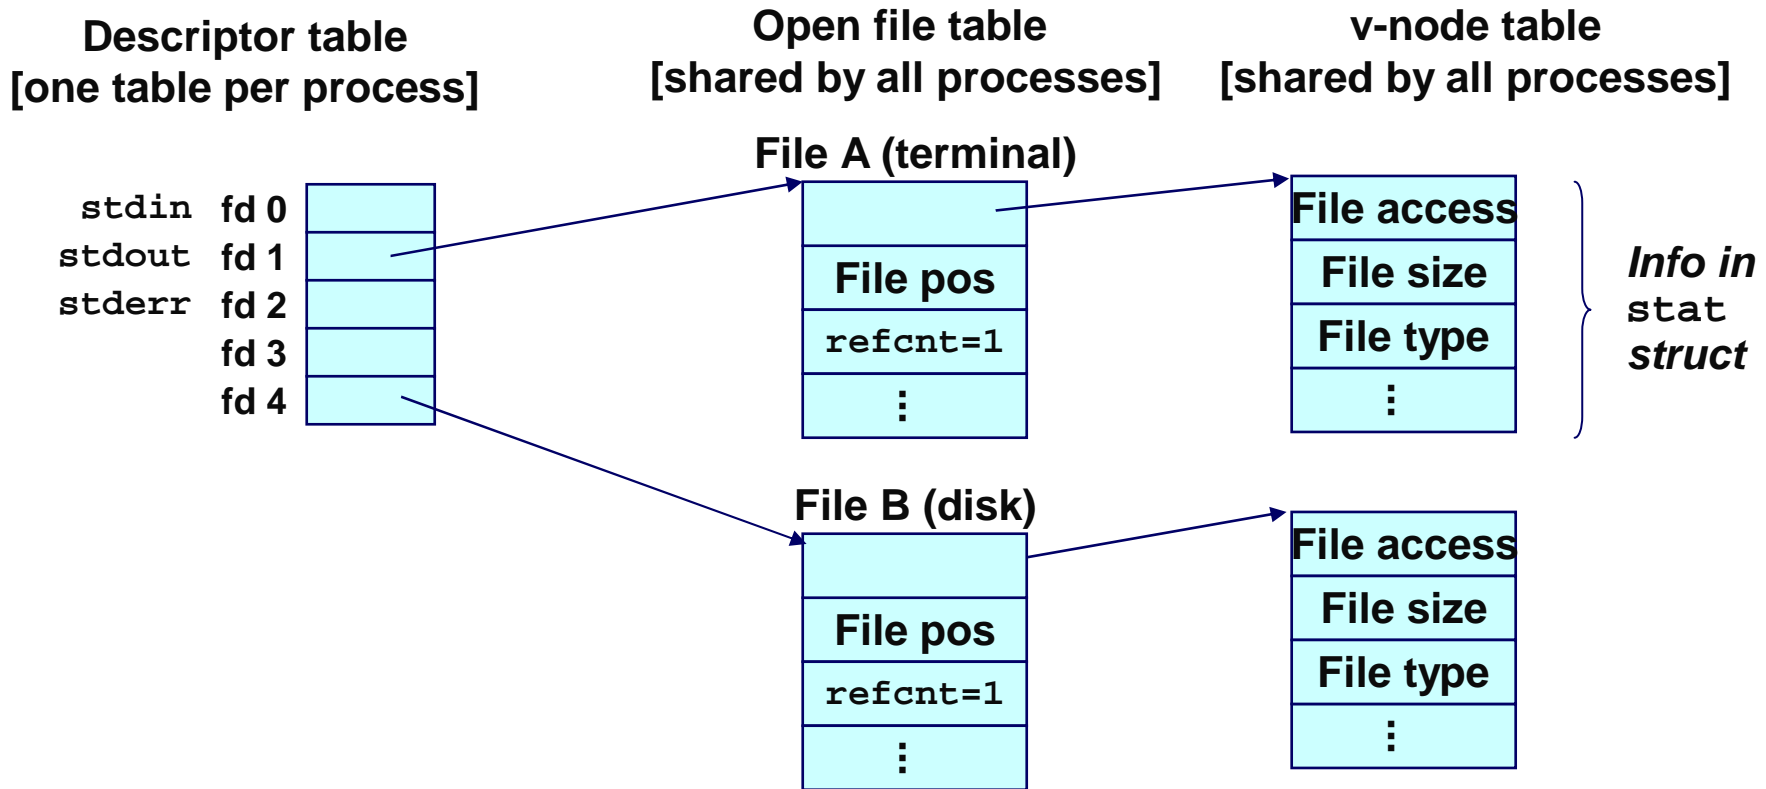 Descriptor table
[one table per process]
Open file table
[shared by all processes]
v-node table
[shared by all processes]
stdin fd 0
stdout fd 1
stderr fd 2
fd 3
fd 4
File A (terminal)
File pos
refcnt=1
⋮
File access
File size
File type
⋮
Info in
stat
struct
File B (disk)
File pos
refcnt=1
⋮
File access
File size
File type
⋮